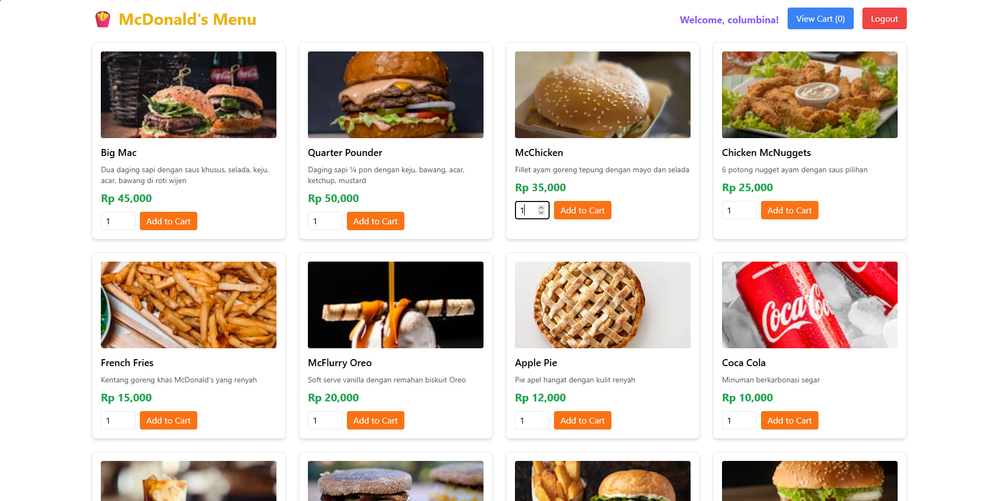 McDonald's Menu
Welcome, columbina!
View Cart (0)
Logout
Big Mac
Dua daging sapi dengan saus khusus, selada, keju,
acar, bawang di roti wijen
Rp 45,000
1
Add to Cart
Quarter Pounder
Daging sapi ¼ pon dengan keju, bawang, acar,
ketchup, mustard
Rp 50,000
1
Add to Cart
McChicken
Fillet ayam goreng tepung dengan mayo dan selada
Rp 35,000
1
Add to Cart
Chicken McNuggets
6 potong nugget ayam dengan saus pilihan
Rp 25,000
1
Add to Cart
French Fries
Kentang goreng khas McDonald's yang renyah
Rp 15,000
1
Add to Cart
McFlurry Oreo
Soft serve vanilla dengan remahan biskuit Oreo
Rp 20,000
1
Add to Cart
Apple Pie
Pie apel hangat dengan kulit renyah
Rp 12,000
1
Add to Cart
ORIGINAL TASTE
Coca-Co
Coca Cola
Minuman berkarbonasi segar
Rp 10,000
1
Add to Cart